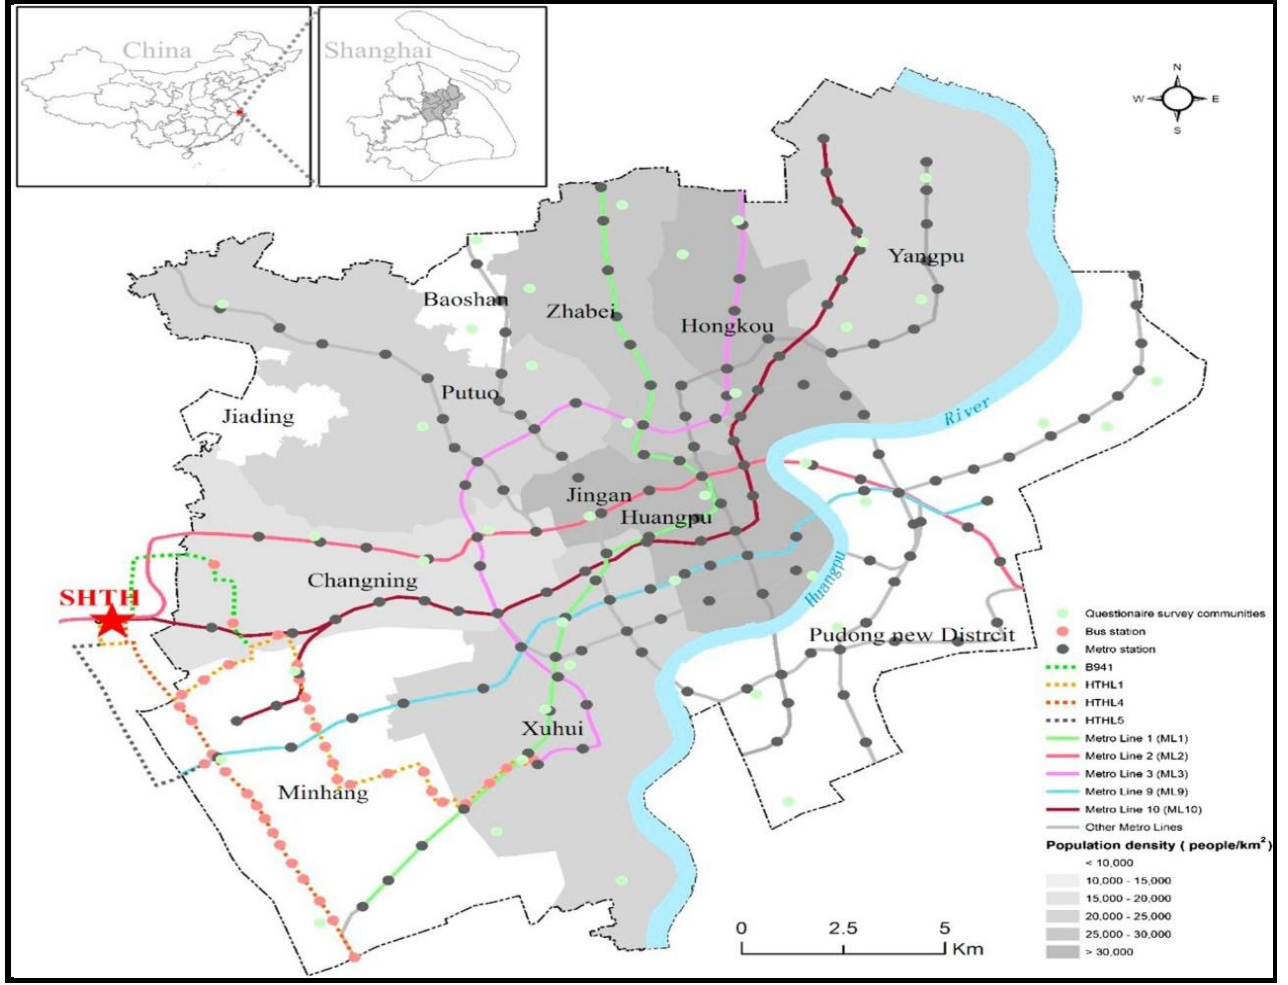 China
Shanghai
N
W E
S
Yangpu
Baoshan
Zhabei
Hongkou
Putuo
Jiading
River
Jingan
Huangpu
Changning
Huangpu
SHTH
Pudong new Distrcit
Xuhui
Minhang
Questionaire survey communities
Bus station
Metro station
B941
HTHL1
HTHL4
HTHL5
Metro Line 1 (ML1)
Metro Line 2 (ML2)
Metro Line 3 (ML3)
Metro Line 9 (ML9)
Metro Line 10 (ML10)
Other Metro Lines
Population density ( people/km²)
< 10,000
10,000 - 15,000
15,000 - 20,000
20,000 - 25,000
25,000 - 30,000
> 30,000
0 2.5 5
Km